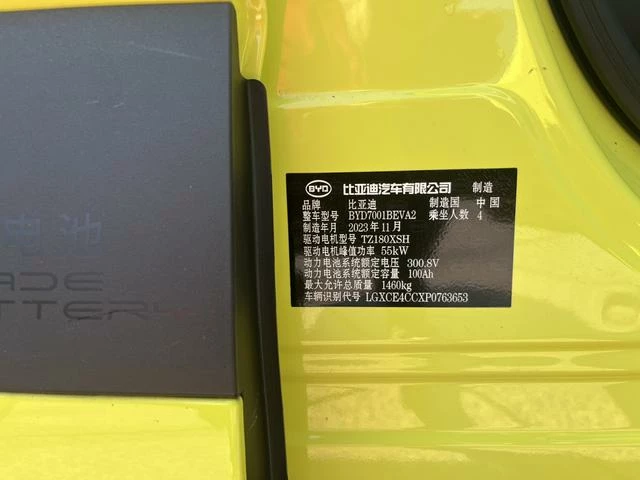 BYD 比亚迪汽车有限公司 制造
品牌 比亚迪 制造国 中国
整车型号 BYD7001BEVA2 乘坐人数 4
制造年月 2023年11月
驱动电机型号 TZ180XSH
驱动电机峰值功率 55kW
动力电池系统额定电压 300.8V
动力电池系统额定容量 100Ah
最大允许总质量 1460kg
车辆识别代号 LGXCE4CCXP0763653
电池
ADE
TTERY